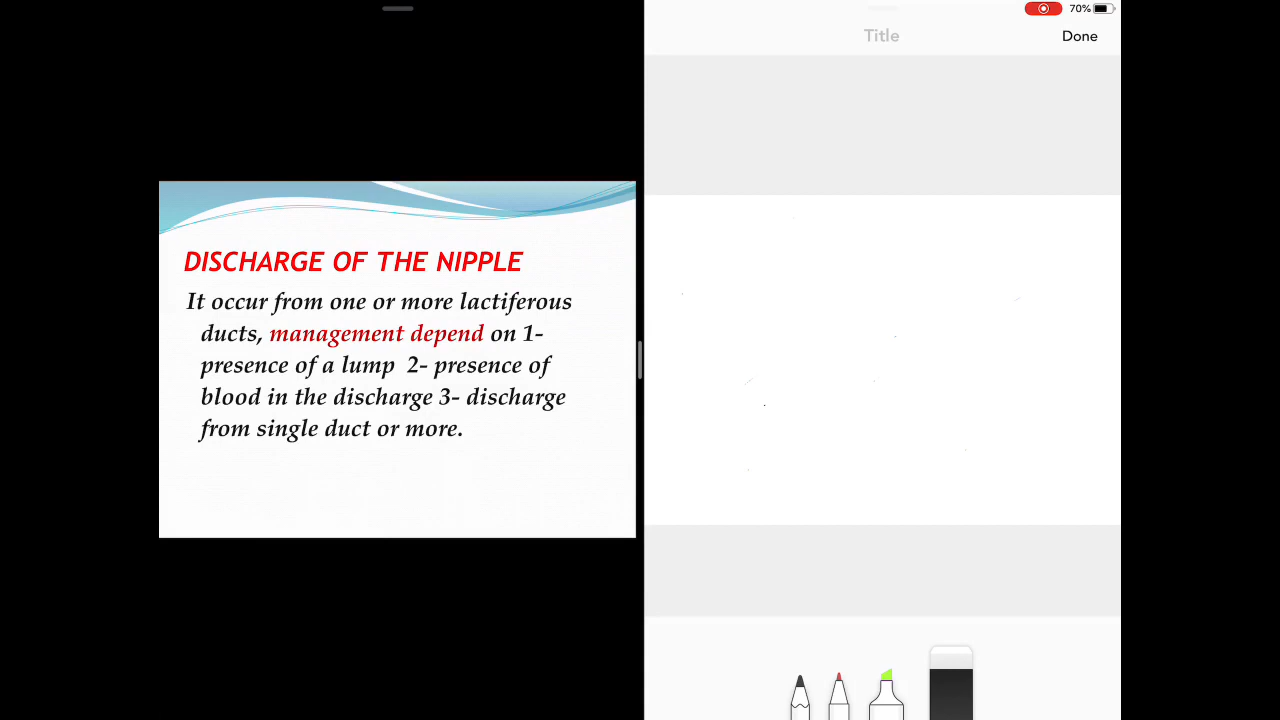 70%
Title
Done
DISCHARGE OF THE NIPPLE
It occur from one or more lactiferous
ducts, management depend on 1-
presence of a lump 2- presence of
blood in the discharge 3- discharge
from single duct or more.